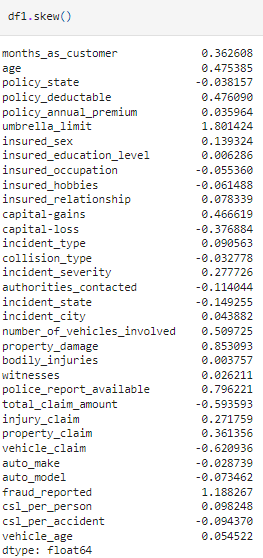 df1.skew()
months_as_customer 0.362608
age 0.475385
policy_state -0.038157
policy_deductable 0.476090
policy_annual_premium 0.035964
umbrella_limit 1.801424
insured_sex 0.139324
insured_education_level 0.006286
insured_occupation -0.055360
insured_hobbies -0.061488
insured_relationship 0.078339
capital-gains 0.466619
capital-loss -0.376884
incident_type 0.090563
collision_type -0.032778
incident_severity 0.277726
authorities_contacted -0.114044
incident_state -0.149255
incident_city 0.043882
number_of_vehicles_involved 0.509725
property_damage 0.853093
bodily_injuries 0.003757
witnesses 0.026211
police_report_available 0.796221
total_claim_amount -0.593593
injury_claim 0.271759
property_claim 0.361356
vehicle_claim -0.620936
auto_make -0.028739
auto_model -0.073462
fraud_reported 1.188267
csl_per_person 0.098248
csl_per_accident -0.094370
vehicle_age 0.054522
dtype: float64